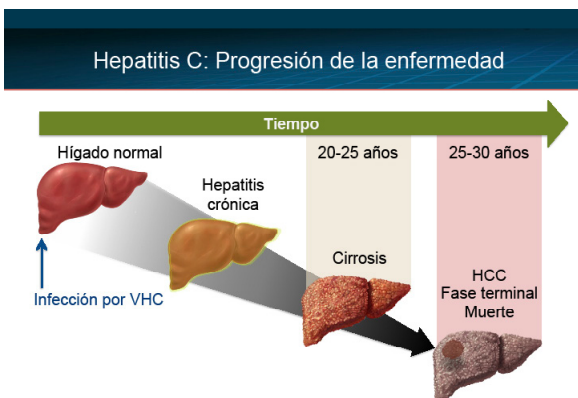 Hepatitis C: Progresión de la enfermedad
Tiempo
Hígado normal
20-25 años
25-30 años
Hepatitis
crónica
Cirrosis
HCC
Fase terminal
Muerte
Infección por VHC